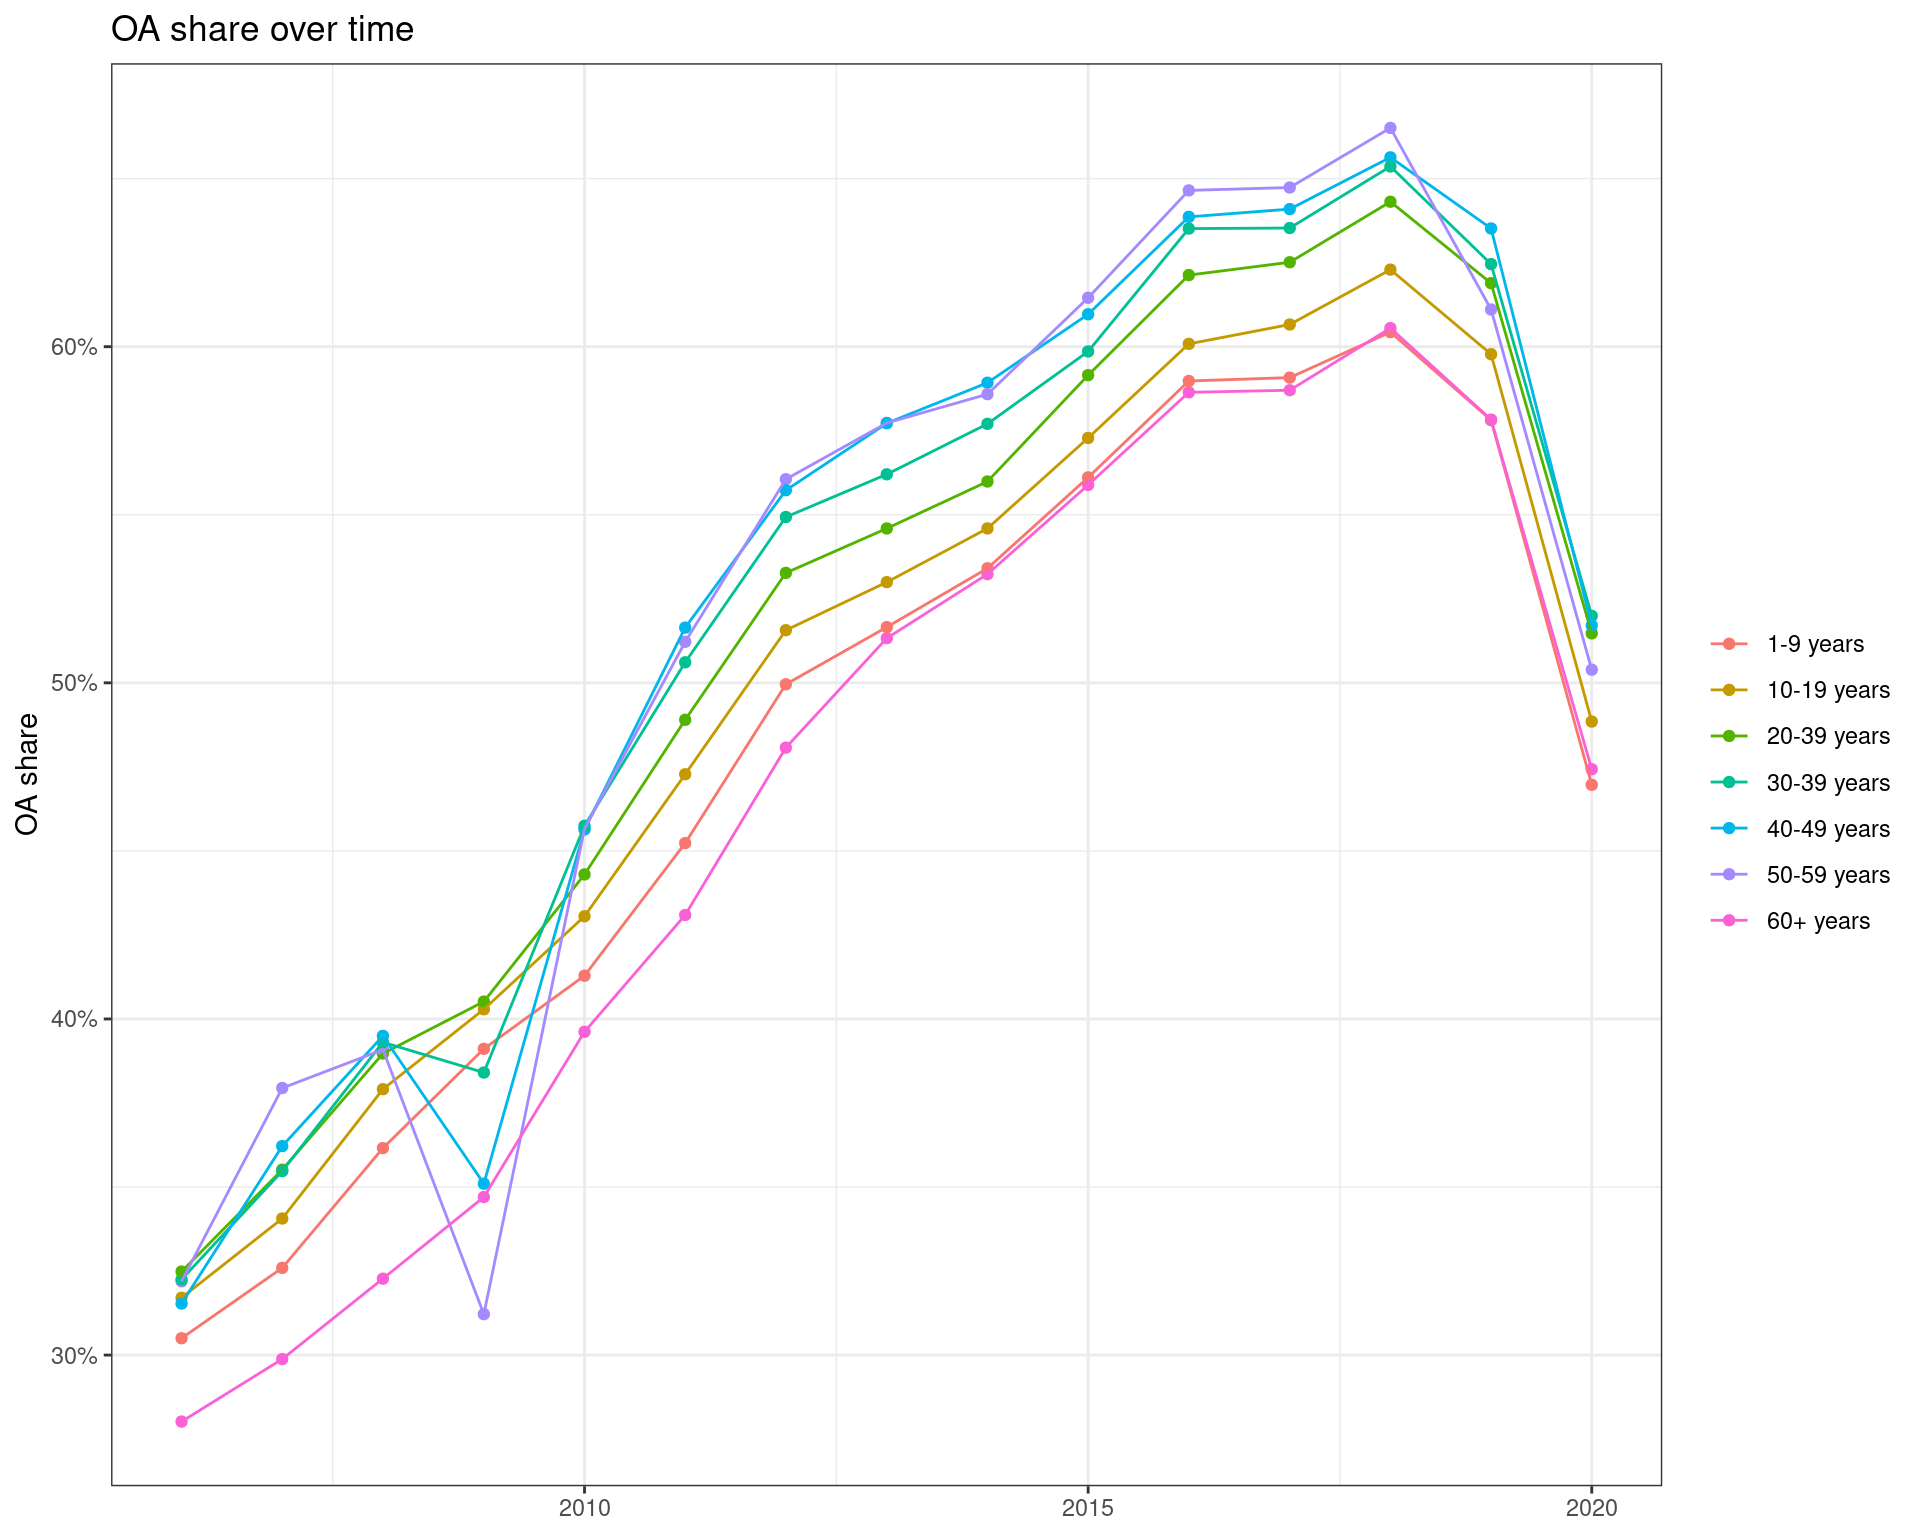 OA share over time
OA share
60%
50%
40%
30%
2010
2015
2020
1-9 years
10-19 years
20-39 years
30-39 years
40-49 years
50-59 years
60+ years